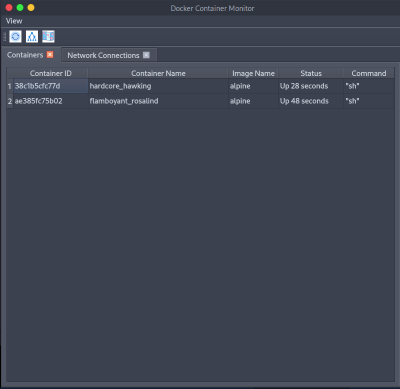 Docker Container Monitor
View
Containers Network Connections
Container ID Container Name Image Name Status Command
1 38c1b5cfc77d hardcore_hawking alpine Up 28 seconds "sh"
2 ae385fc75b02 flamboyant_rosalind alpine Up 48 seconds "sh"